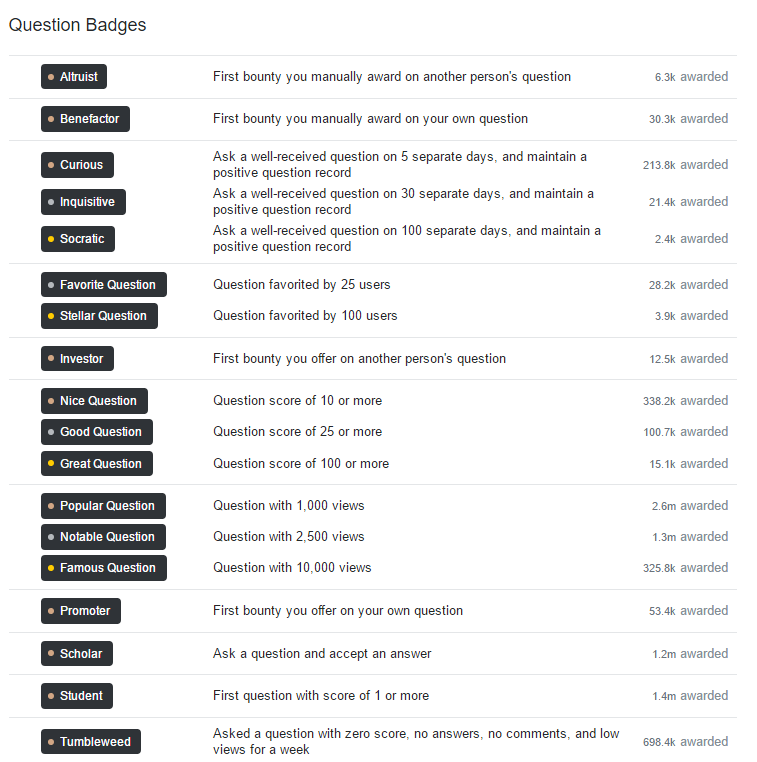 Question Badges
Altruist First bounty you manually award on another person's question 6.3k awarded
Benefactor First bounty you manually award on your own question 30.3k awarded
Curious Ask a well-received question on 5 separate days, and maintain a 213.8k awarded
positive question record
Inquisitive Ask a well-received question on 30 separate days, and maintain a 21.4k awarded
positive question record
Socratic Ask a well-received question on 100 separate days, and maintain a 2.4k awarded
positive question record
Favorite Question Question favorited by 25 users 28.2k awarded
Stellar Question Question favorited by 100 users 3.9k awarded
Investor First bounty you offer on another person's question 12.5k awarded
Nice Question Question score of 10 or more 338.2k awarded
Good Question Question score of 25 or more 100.7k awarded
Great Question Question score of 100 or more 15.1k awarded
Popular Question Question with 1,000 views 2.6m awarded
Notable Question Question with 2,500 views 1.3m awarded
Famous Question Question with 10,000 views 325.8k awarded
Promoter First bounty you offer on your own question 53.4k awarded
Scholar Ask a question and accept an answer 1.2m awarded
Student First question with score of 1 or more 1.4m awarded
Tumbleweed Asked a question with zero score, no answers, no comments, and low 698.4k awarded
views for a week